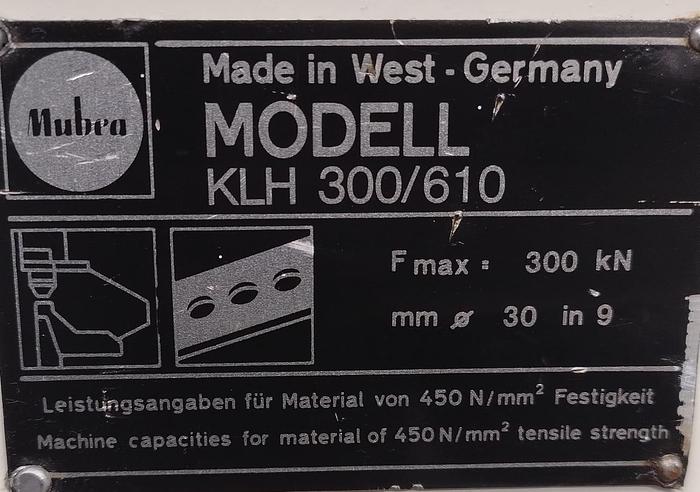 Mubea
Made in West-Germany
MODELL
KLH 300/610
F max = 300 kN
mm ø 30 in 9
Leistungsangaben für Material von 450 N/mm² Festigkeit
Machine capacities for material of 450 N/mm² tensile strength